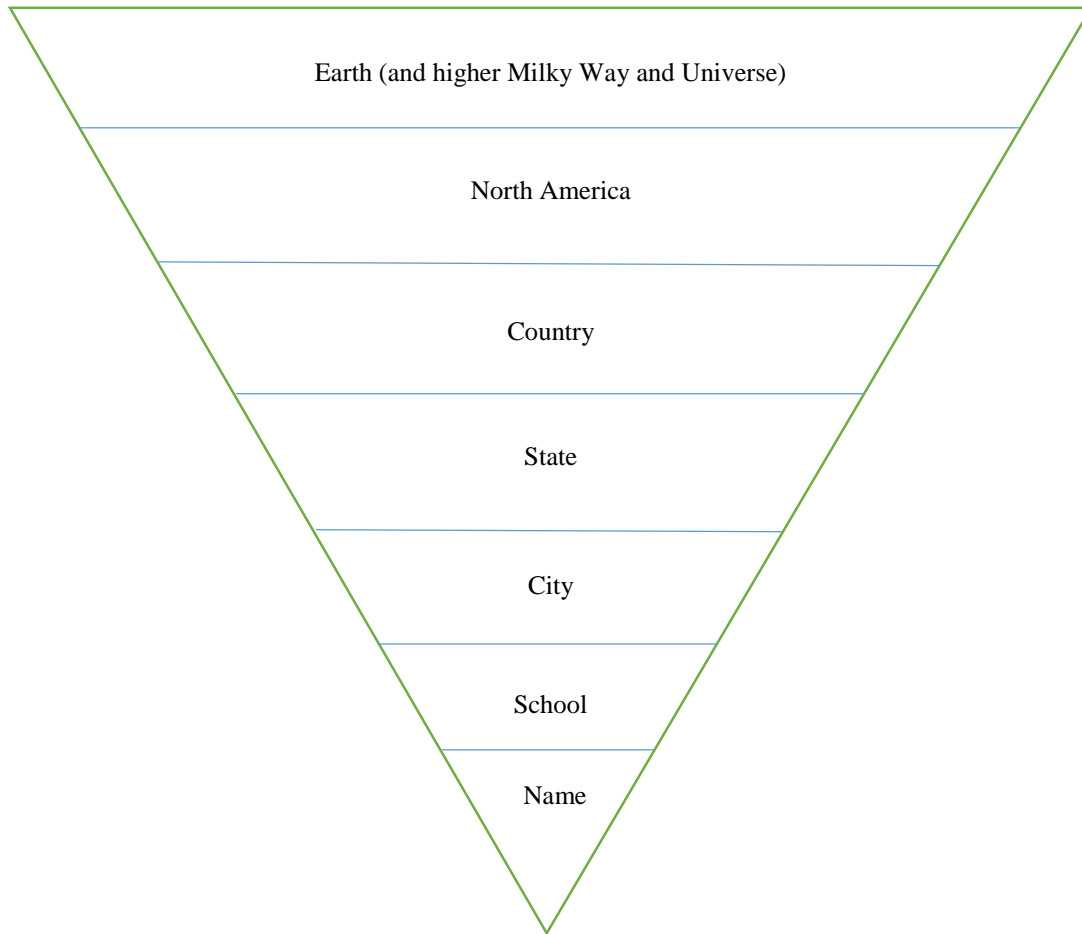 Earth (and higher Milky Way and Universe)
North America
Country
State
City
School
Name